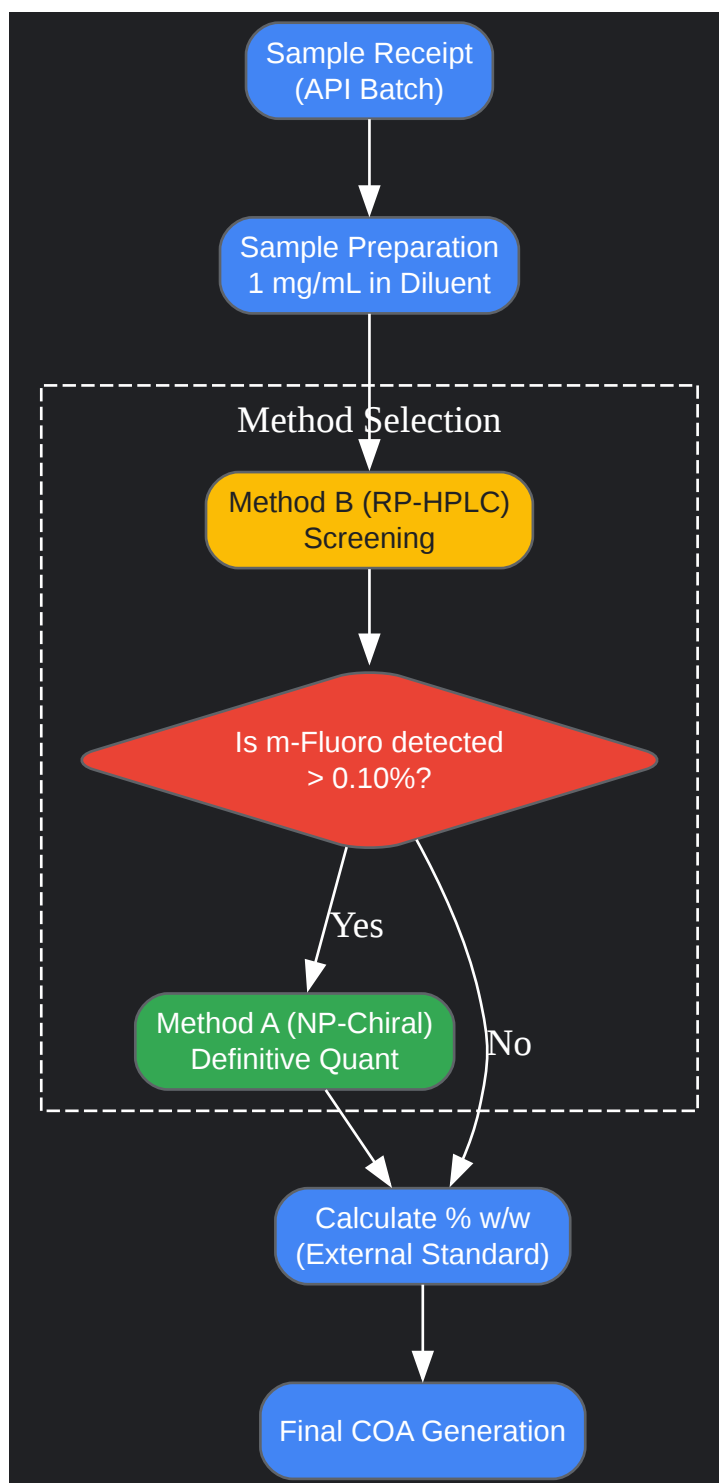 Sample Receipt
(API Batch)
Sample Preparation
1 mg/mL in Diluent
Method Selection
Method B (RP-HPLC)
Screening
Is m-Fluoro detected
> 0.10%?
Yes
Method A (NP-Chiral)
Definitive Quant
No
Calculate % w/w
(External Standard)
Final COA Generation